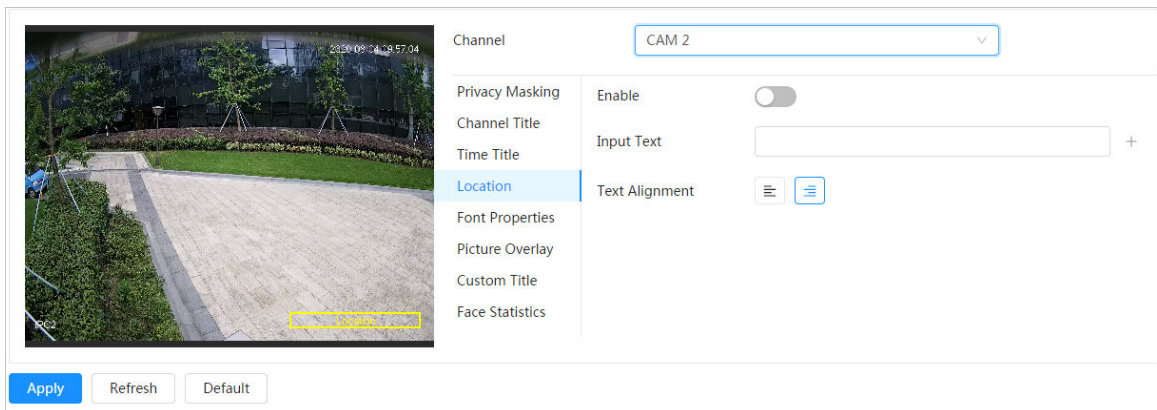 Channel
CAM 2
Privacy Masking
Channel Title
Time Title
Location
Font Properties
Picture Overlay
Custom Title
Face Statistics
Enable
Input Text
+
Text Alignment
IPC2
Location
Apply
Refresh
Default